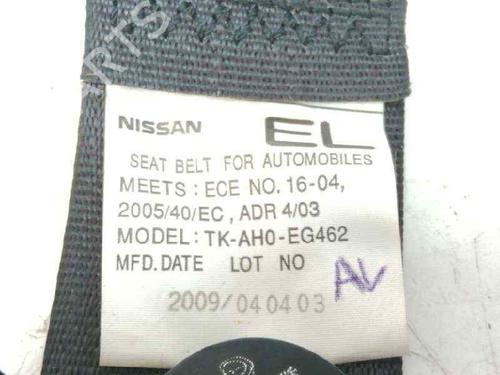 NISSAN EL
SEAT BELT FOR AUTOMOBILES
MEETS : ECE NO. 16-04,
2005/40/EC , ADR 4/03
MODEL: TK-AH0-EG462
MFD.DATE LOT NO
2009/04 04 03
AV